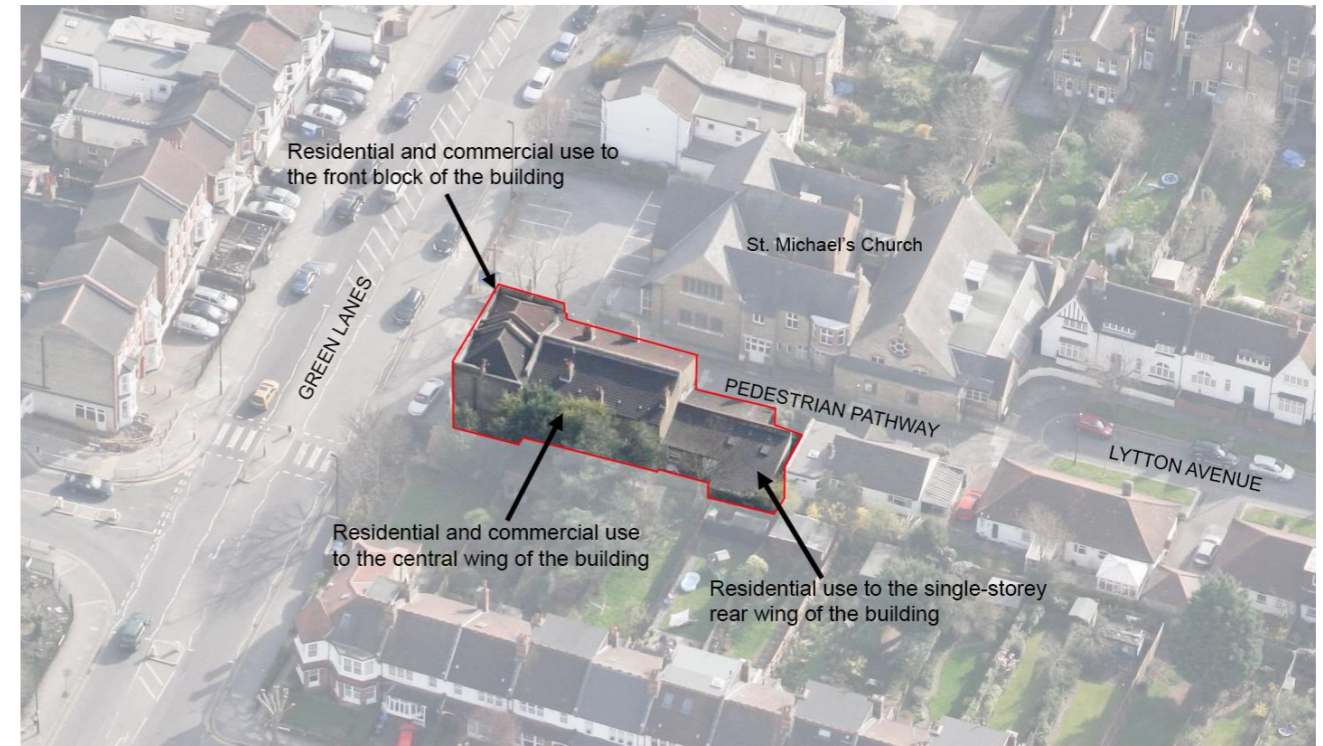 Residential and commercial use to
the front block of the building
St. Michael's Church
GREEN LANES
PEDESTRIAN PATHWAY
LYTTON AVENUE
Residential and commercial use
to the central wing of the building
Residential use to the single-storey
rear wing of the building